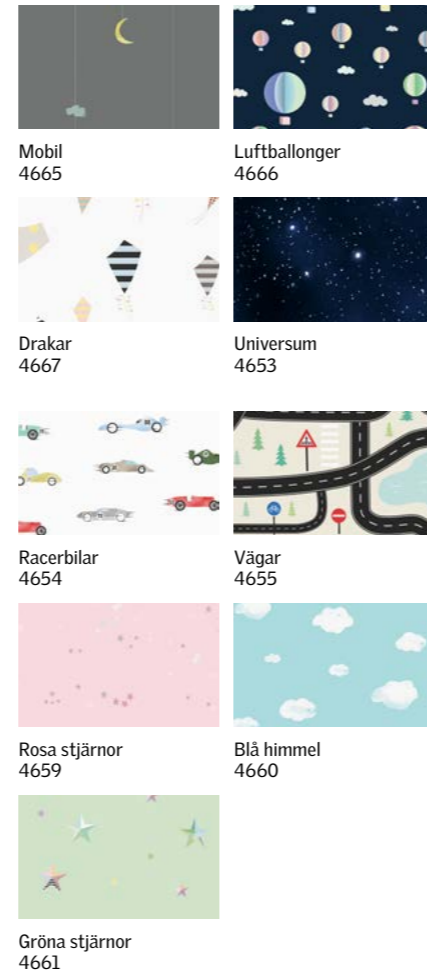 Mobil
4665
Luftballonger
4666
Drakar
4667
Universum
4653
Racerbilar
4654
Vägar
4655
Rosa stjärnor
4659
Blå himmel
4660
Gröna stjärnor
4661